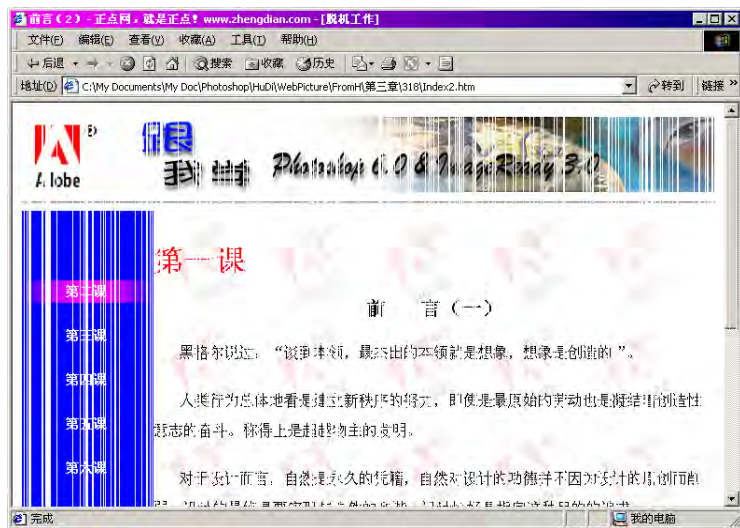 前言(2)-正点网,就是正点! www.zhengdian.com-[脱机工作]
文件(F) 编辑(E) 查看(V) 收藏(A) 工具(T) 帮助(H)
后退 搜索 收藏 历史
地址(D) C:\My Documents\My Doc\Photoshop\HuDi\WebPicture\FromH\第三章\318\Index2.htm 转到 链接 »
Adobe ®
跟我学 Photoshop 6.0 & ImageReady 3.0
第一课
前 言(一)
第二课
第三课
第四课
第五课
第六课
黑格尔说过,“谈到本领,最杰出的本领就是想像,想象是创造的”。
人类行为总体地看是建立新秩序的努力,即使是最原始的劳动也是凝结着创造性
意志的奋斗。称得上是超越物主的发明。
对于设计而言,自然是永久的凭籍,自然对设计的功德并不因为设计的原创而削
完成 我的电脑